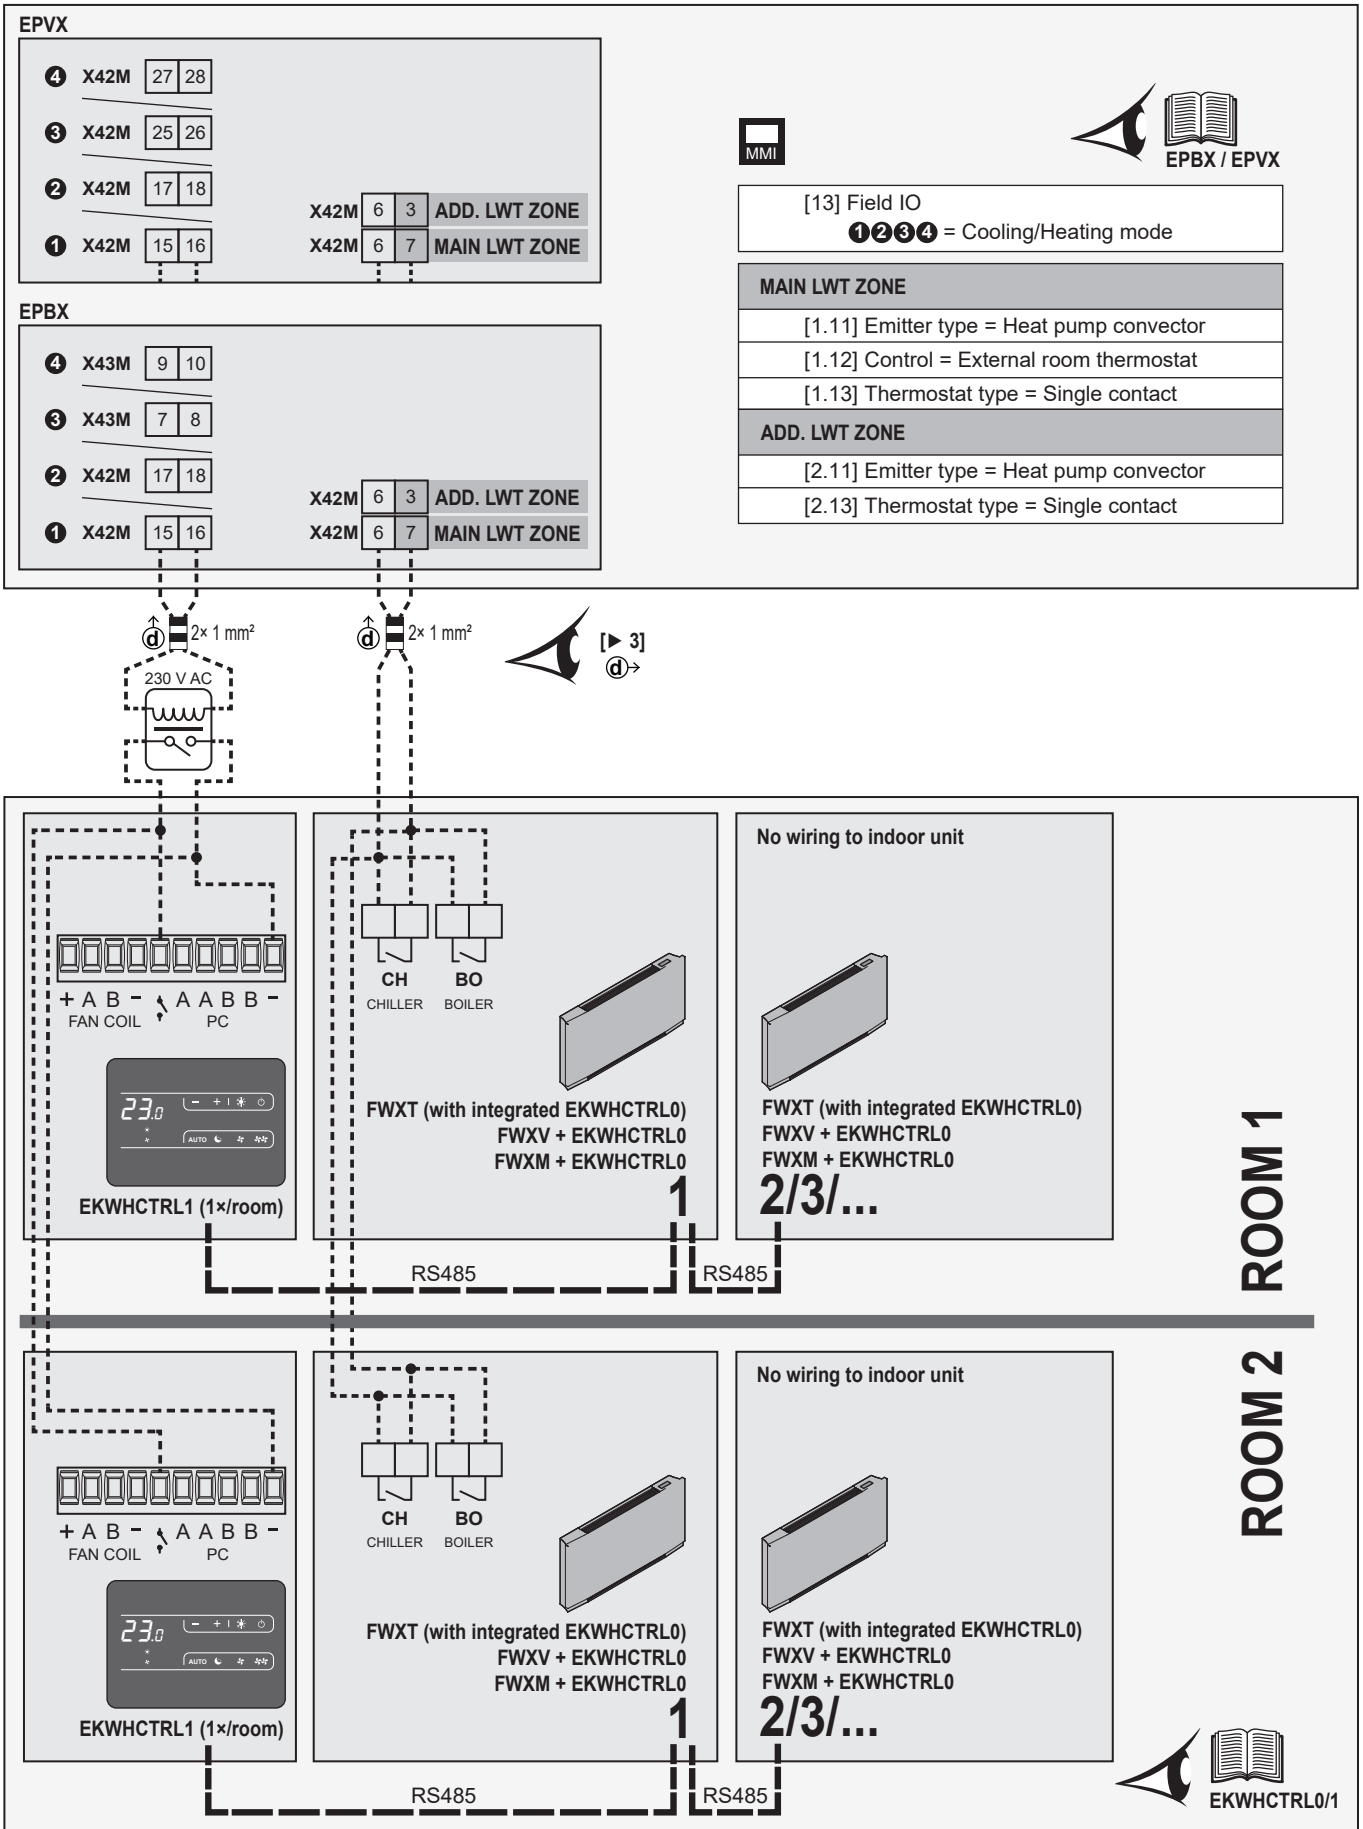 EPVX
❹ X42M 27 28
❸ X42M 25 26
❷ X42M 17 18
❶ X42M 15 16
X42M 6 3 ADD. LWT ZONE
X42M 6 7 MAIN LWT ZONE
EPBX
❹ X43M 9 10
❸ X43M 7 8
❷ X42M 17 18
❶ X42M 15 16
X42M 6 3 ADD. LWT ZONE
X42M 6 7 MAIN LWT ZONE
MMI
EPBX / EPVX
[13] Field IO
❶❷❸❹ = Cooling/Heating mode
MAIN LWT ZONE
[1.11] Emitter type = Heat pump convector
[1.12] Control = External room thermostat
[1.13] Thermostat type = Single contact
ADD. LWT ZONE
[2.11] Emitter type = Heat pump convector
[2.13] Thermostat type = Single contact
ⓓ 2× 1 mm²
ⓓ 2× 1 mm²
[▶ 3]
ⓓ→
230 V AC
+ A B - A A B B -
FAN COIL PC
23.0 - + I
AUTO
EKWHCTRL1 (1×/room)
CH BO
CHILLER BOILER
FWXT (with integrated EKWHCTRL0)
FWXV + EKWHCTRL0
FWXM + EKWHCTRL0
1
No wiring to indoor unit
FWXT (with integrated EKWHCTRL0)
FWXV + EKWHCTRL0
FWXM + EKWHCTRL0
2/3/...
RS485 RS485
ROOM 1
+ A B - A A B B -
FAN COIL PC
23.0 - + I
AUTO
EKWHCTRL1 (1×/room)
CH BO
CHILLER BOILER
FWXT (with integrated EKWHCTRL0)
FWXV + EKWHCTRL0
FWXM + EKWHCTRL0
1
No wiring to indoor unit
FWXT (with integrated EKWHCTRL0)
FWXV + EKWHCTRL0
FWXM + EKWHCTRL0
2/3/...
RS485 RS485
ROOM 2
EKWHCTRL0/1